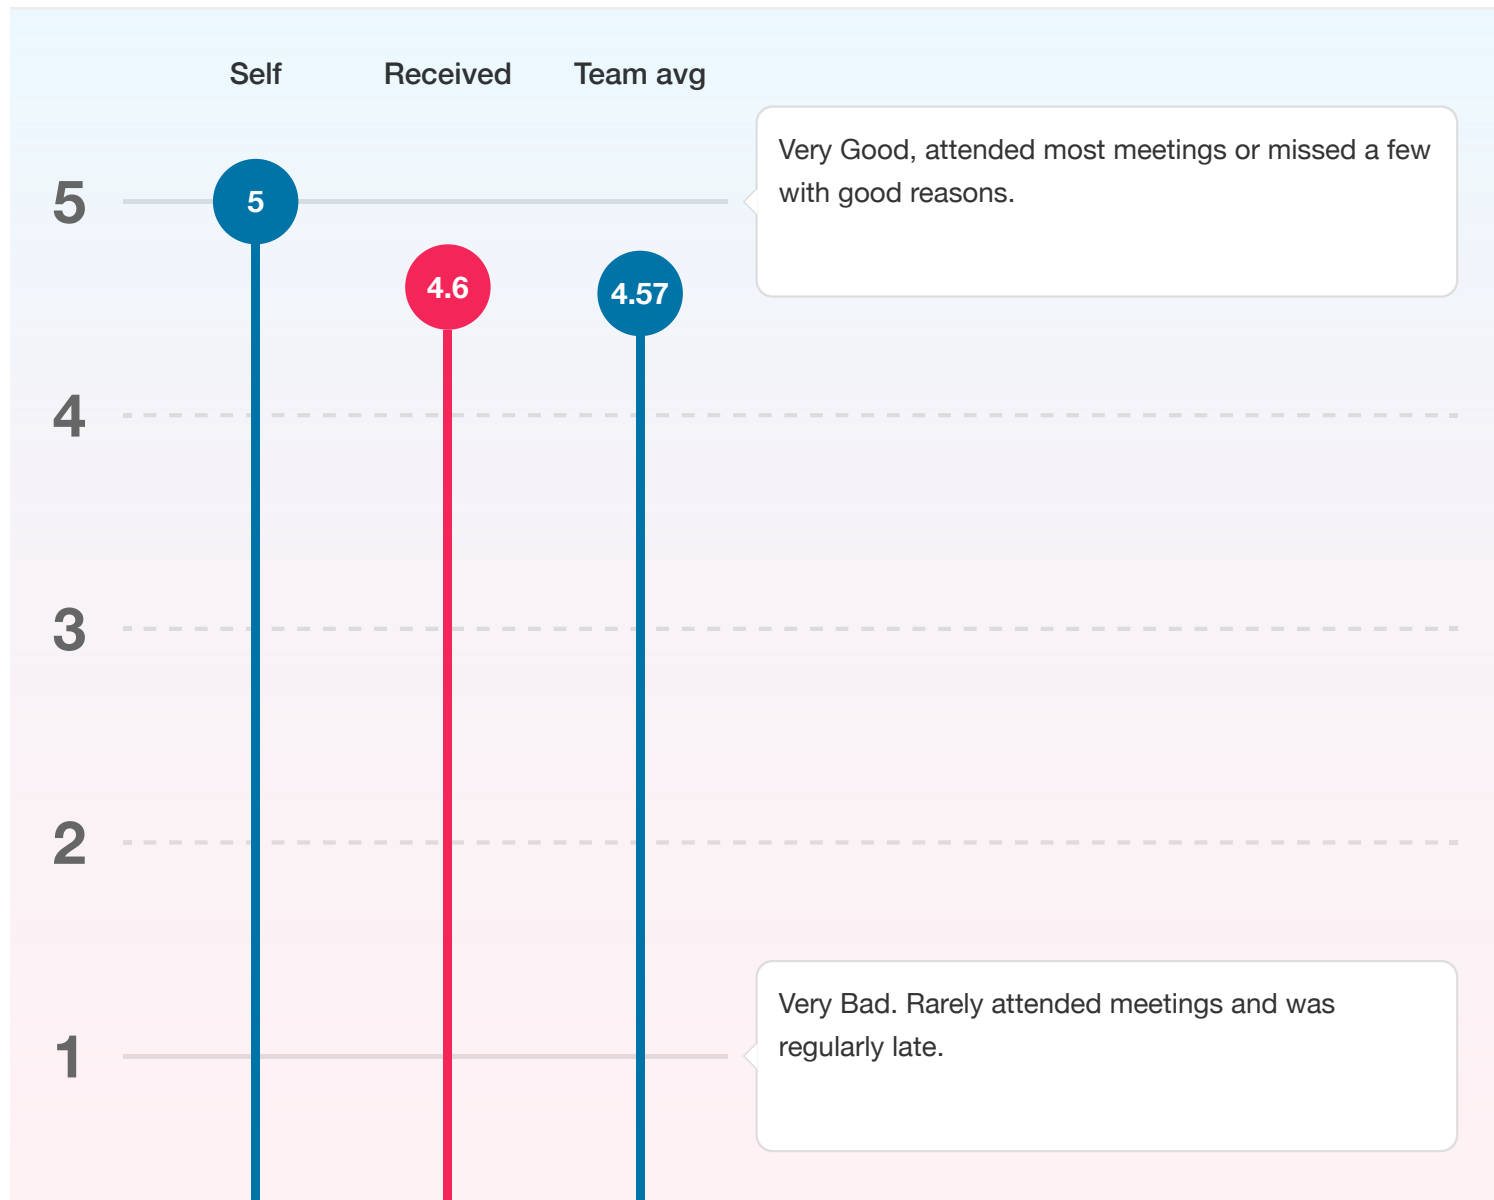 Self Received Team avg
Very Good, attended most meetings or missed a few
with good reasons.
5
5
4.6
4.57
4
3
2
Very Bad. Rarely attended meetings and was
regularly late.
1